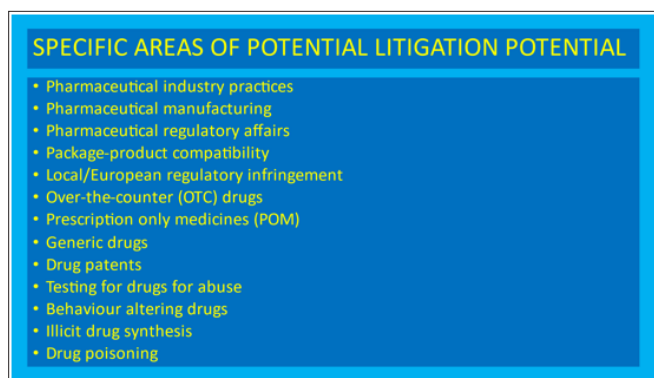 SPECIFIC AREAS OF POTENTIAL LITIGATION POTENTIAL
• Pharmaceutical industry practices
• Pharmaceutical manufacturing
• Pharmaceutical regulatory affairs
• Package-product compatibility
• Local/European regulatory infringement
• Over-the-counter (OTC) drugs
• Prescription only medicines (POM)
• Generic drugs
• Drug patents
• Testing for drugs for abuse
• Behaviour altering drugs
• Illicit drug synthesis
• Drug poisoning